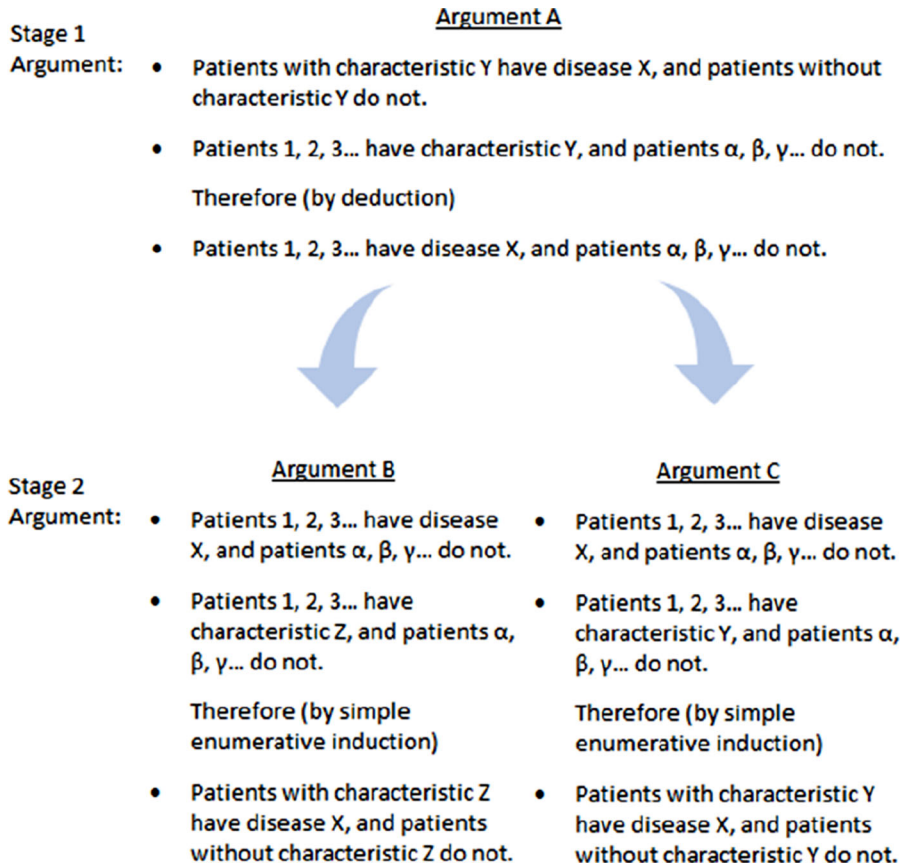 Argument A
Stage 1
Argument:
• Patients with characteristic Y have disease X, and patients without
characteristic Y do not.
• Patients 1, 2, 3... have characteristic Y, and patients α, β, γ... do not.
Therefore (by deduction)
• Patients 1, 2, 3... have disease X, and patients α, β, γ... do not.
Stage 2
Argument:
Argument B
• Patients 1, 2, 3... have disease
X, and patients α, β, γ... do not.
• Patients 1, 2, 3... have
characteristic Z, and patients α,
β, γ... do not.
Therefore (by simple
enumerative induction)
• Patients with characteristic Z
have disease X, and patients
without characteristic Z do not.
Argument C
• Patients 1, 2, 3... have disease
X, and patients α, β, γ... do not.
• Patients 1, 2, 3... have
characteristic Y, and patients α,
β, γ... do not.
Therefore (by simple
enumerative induction)
• Patients with characteristic Y
have disease X, and patients
without characteristic Y do not.